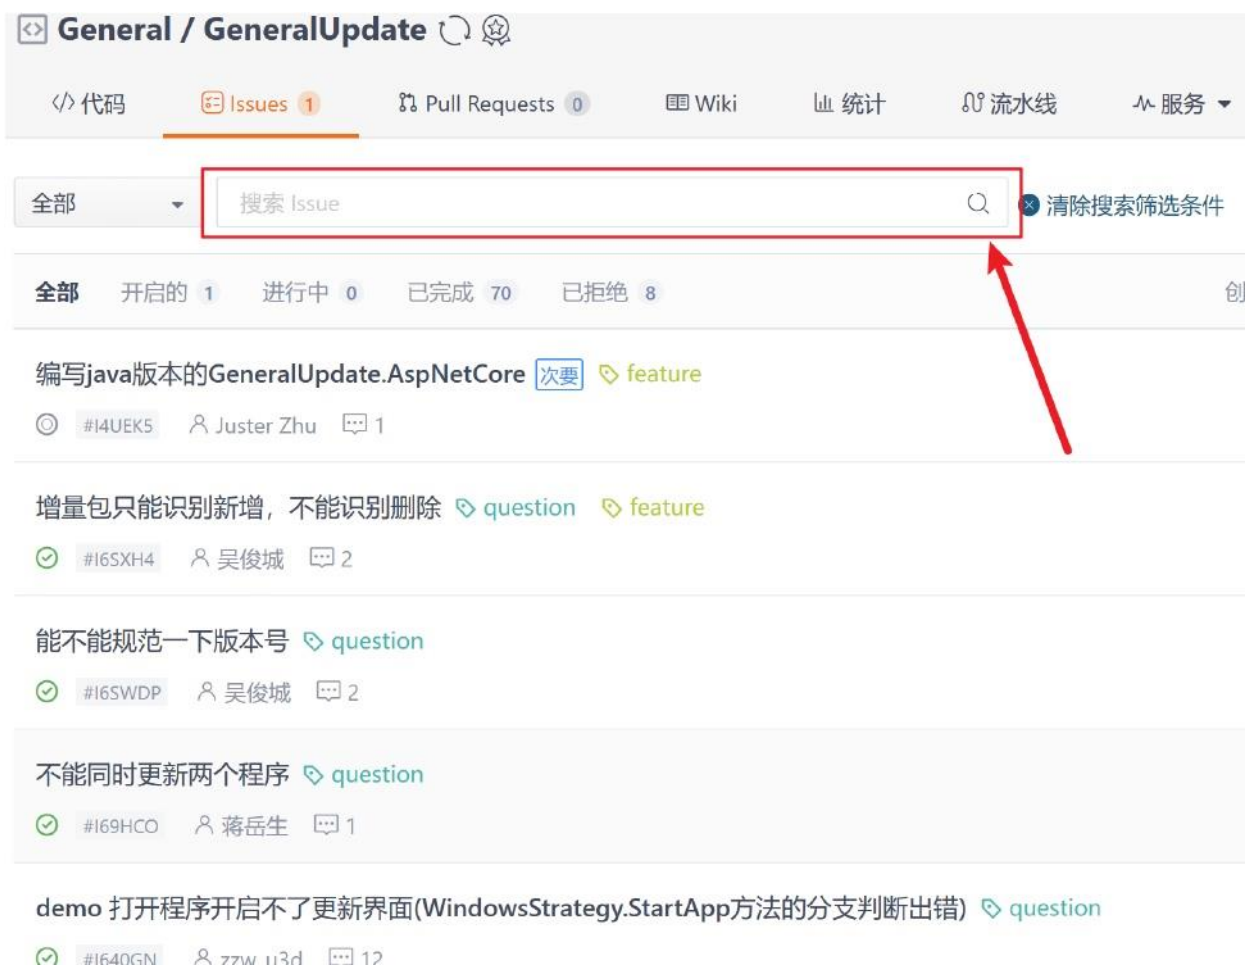 General / GeneralUpdate
代码 Issues 1 Pull Requests 0 Wiki 统计 流水线 服务
全部 搜索 Issue 清除搜索筛选条件
全部 开启的 1 进行中 0 已完成 70 已拒绝 8 创
编写java版本的GeneralUpdate.AspNetCore 次要 feature
#I4UEK5 Juster Zhu 1
增量包只能识别新增，不能识别删除 question feature
#I6SXH4 吴俊城 2
能不能规范一下版本号 question
#I6SWDP 吴俊城 2
不能同时更新两个程序 question
#I69HCO 蒋岳生 1
demo 打开程序开启不了更新界面(WindowsStrategy.StartApp方法的分支判断出错) question
#I640GN zzw_u3d 12